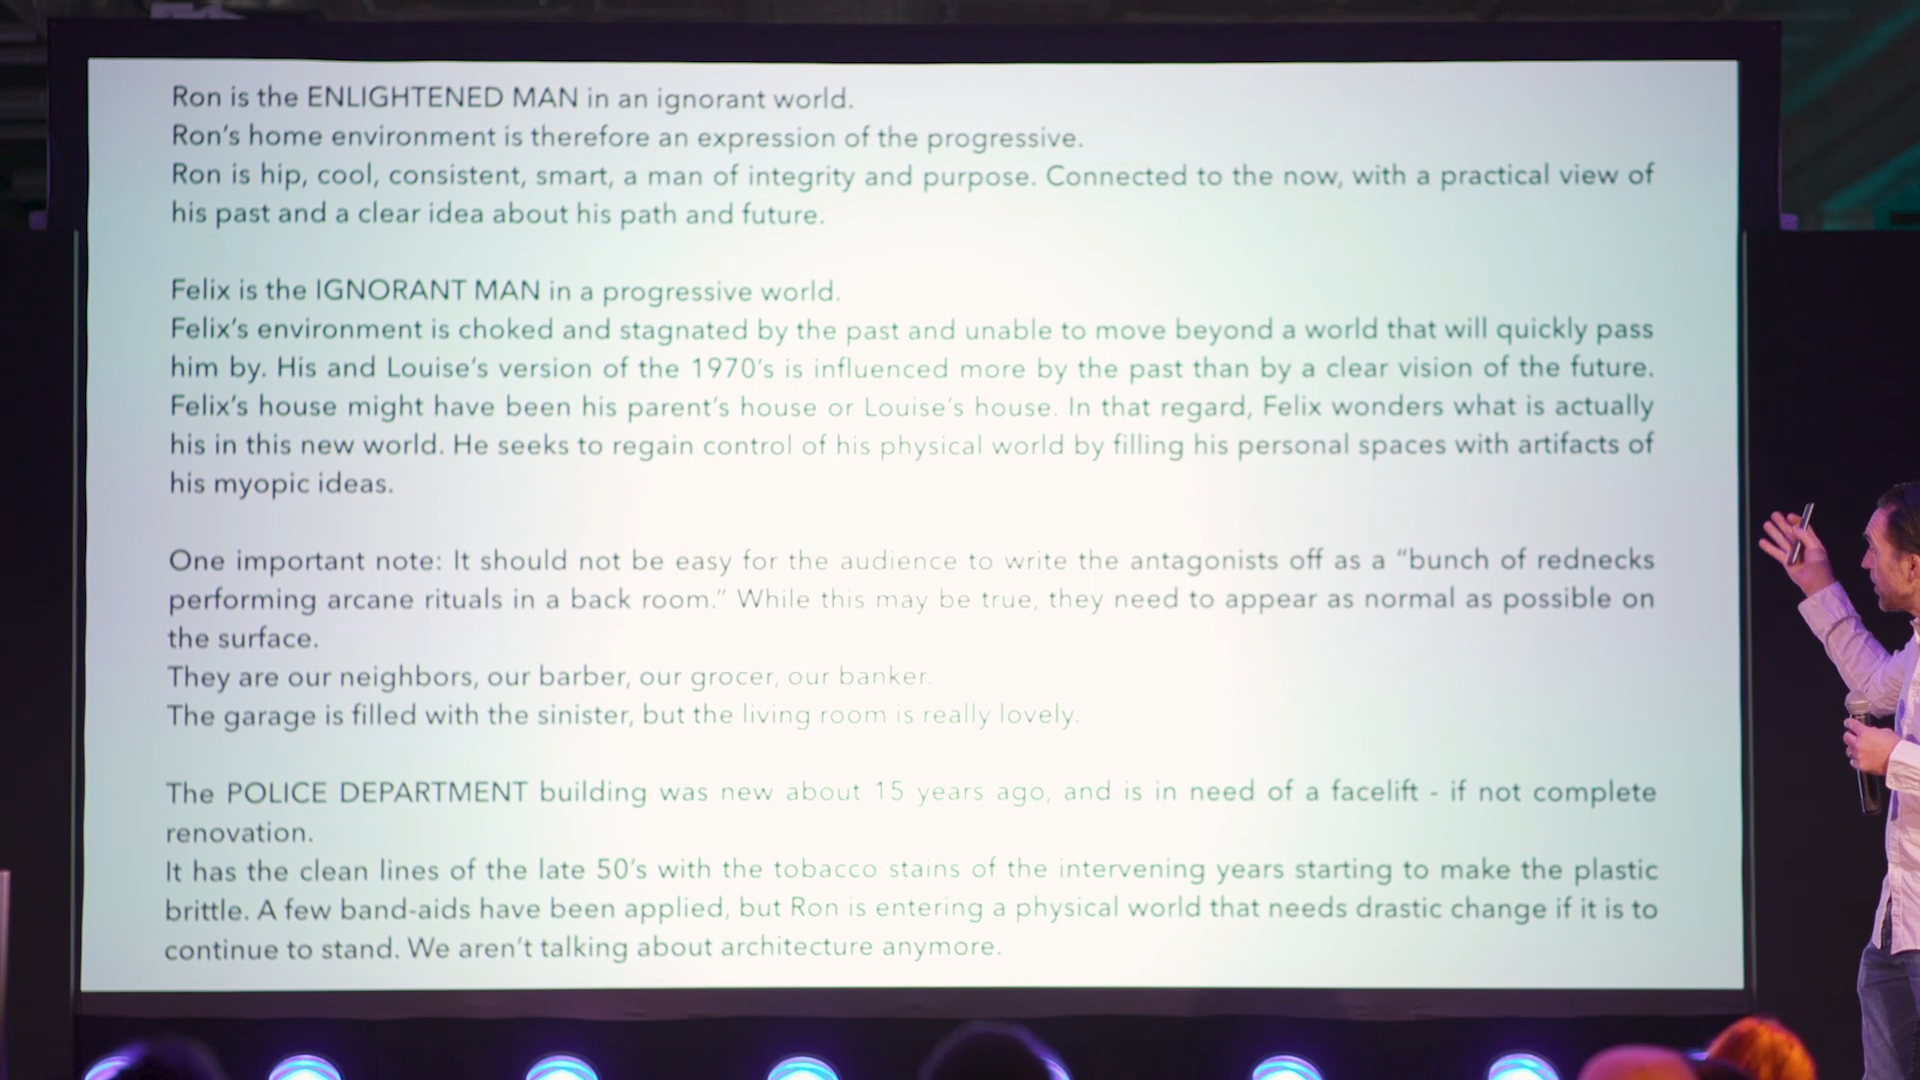 Ron is the ENLIGHTENED MAN in an ignorant world.
Ron's home environment is therefore an expression of the progressive.
Ron is hip, cool, consistent, smart, a man of integrity and purpose. Connected to the now, with a practical view of
his past and a clear idea about his path and future.
Felix is the IGNORANT MAN in a progressive world.
Felix's environment is choked and stagnated by the past and unable to move beyond a world that will quickly pass
him by. His and Louise's version of the 1970's is influenced more by the past than by a clear vision of the future.
Felix's house might have been his parent's house or Louise's house. In that regard, Felix wonders what is actually
his in this new world. He seeks to regain control of his physical world by filling his personal spaces with artifacts of
his myopic ideas.
One important note: It should not be easy for the audience to write the antagonists off as a "bunch of rednecks
performing arcane rituals in a back room." While this may be true, they need to appear as normal as possible on
the surface.
They are our neighbors, our barber, our grocer, our banker.
The garage is filled with the sinister, but the living room is really lovely.
The POLICE DEPARTMENT building was new about 15 years ago, and is in need of a facelift - if not complete
renovation.
It has the clean lines of the late 50's with the tobacco stains of the intervening years starting to make the plastic
brittle. A few band-aids have been applied, but Ron is entering a physical world that needs drastic change if it is to
continue to stand. We aren't talking about architecture anymore.